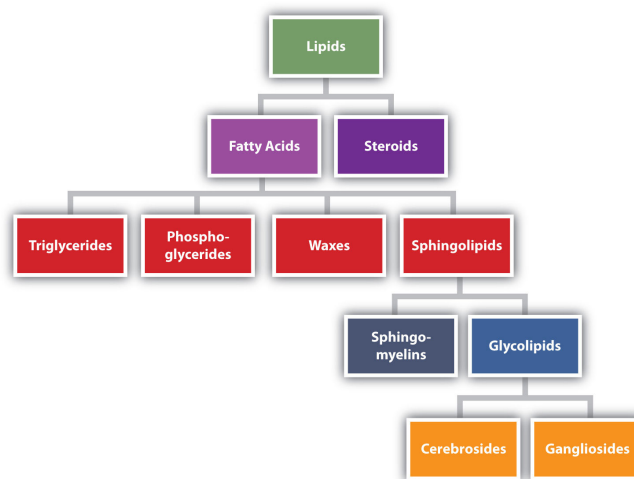 Lipids
Fatty Acids
Steroids
Triglycerides
Phospho-
glycerides
Waxes
Sphingolipids
Sphingo-
myelins
Glycolipids
Cerebrosides
Gangliosides